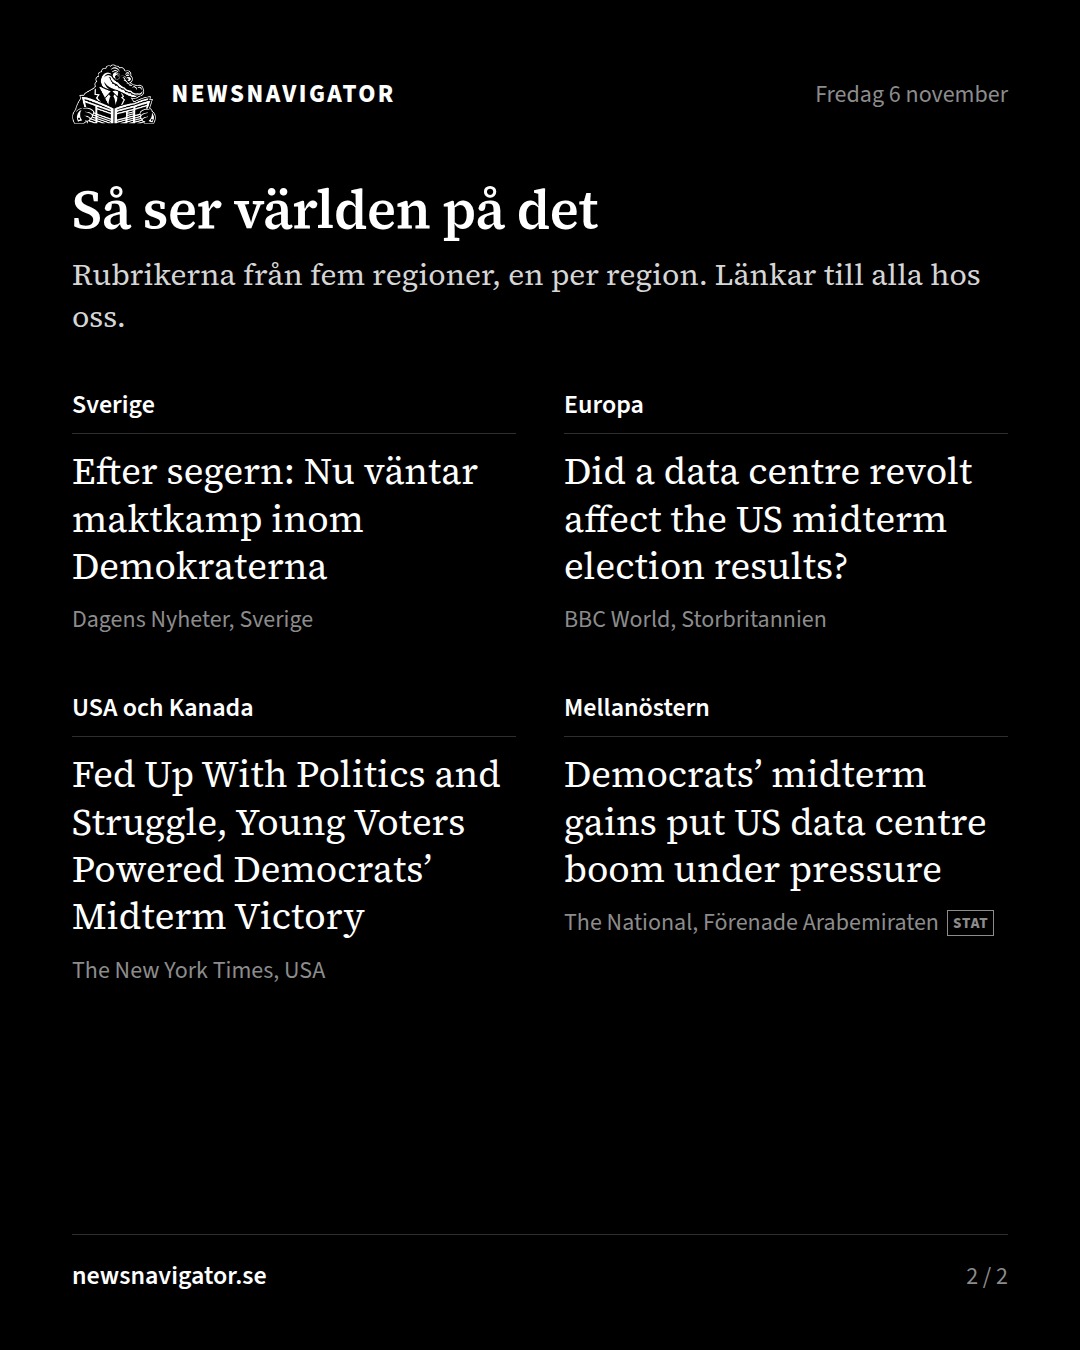 NEWSNAVIGATOR
Fredag 6 november
Så ser världen på det
Rubrikerna från fem regioner, en per region. Länkar till alla hos
oss.
Sverige
Efter segern: Nu väntar
maktkamp inom
Demokraterna
Dagens Nyheter, Sverige
Europa
Did a data centre revolt
affect the US midterm
election results?
BBC World, Storbritannien
USA och Kanada
Fed Up With Politics and
Struggle, Young Voters
Powered Democrats’
Midterm Victory
The New York Times, USA
Mellanöstern
Democrats’ midterm
gains put US data centre
boom under pressure
The National, Förenade Arabemiraten STAT
newsnavigator.se
2 / 2